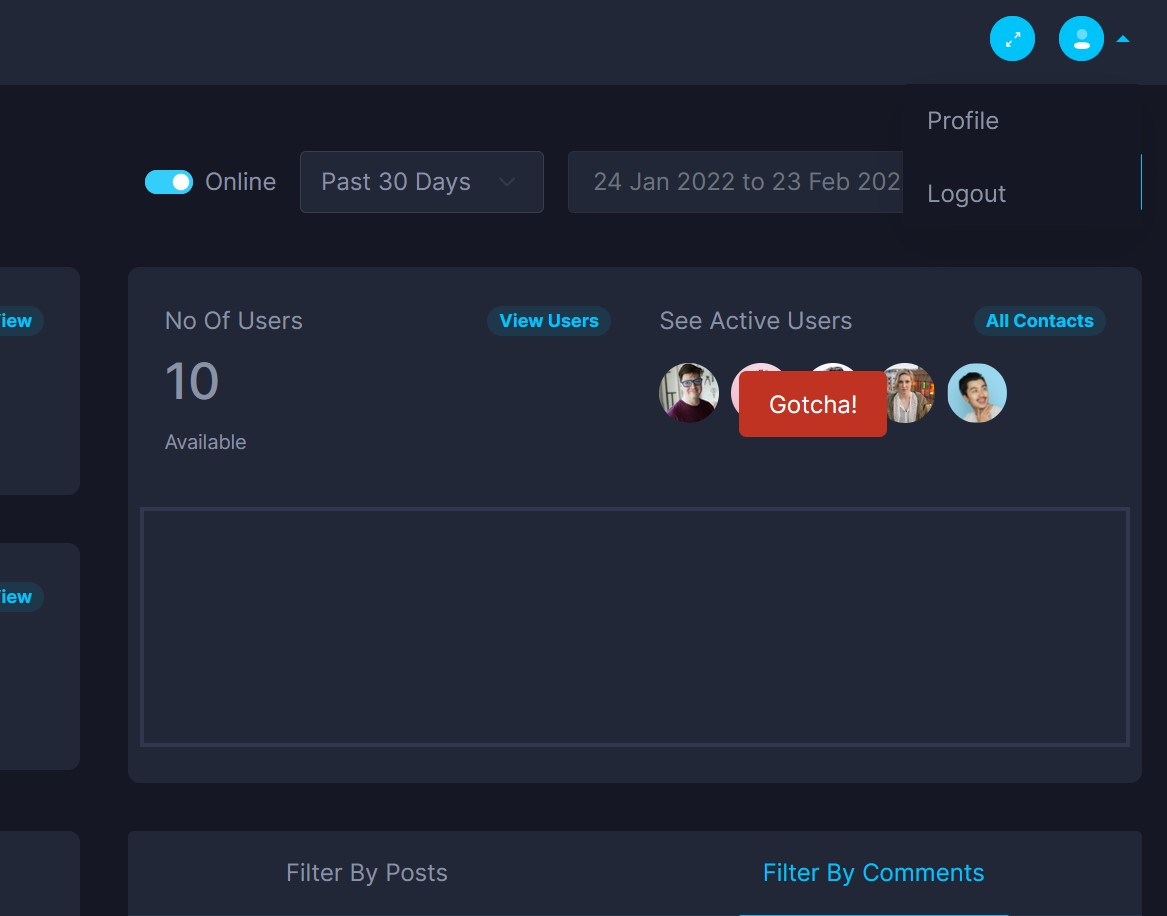 Profile
Logout
Online
Past 30 Days
24 Jan 2022 to 23 Feb 202
iew
No Of Users
View Users
10
Available
See Active Users
All Contacts
Gotcha!
iew
Filter By Posts
Filter By Comments